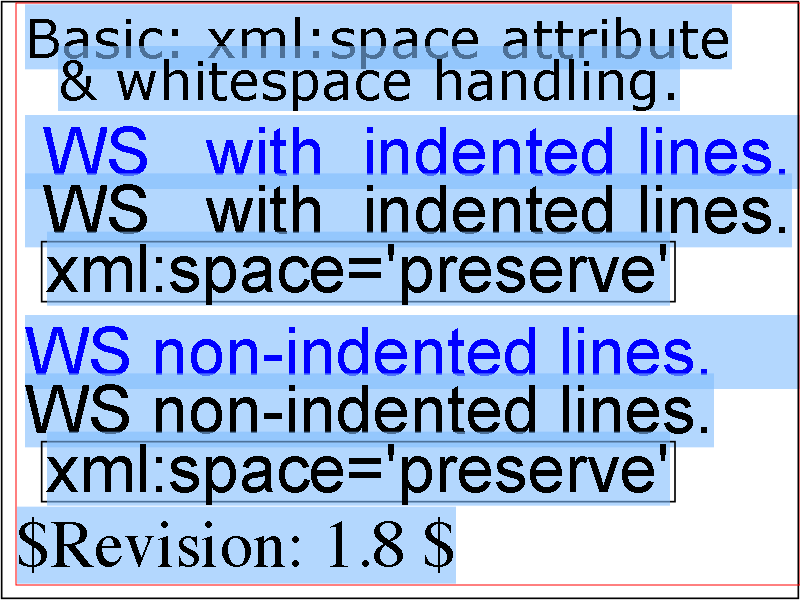 Basic: xml:space attribute
& whitespace handling.
WS   with  indented lines.
WS   with  indented lines.
xml:space='preserve'
WS non-indented lines.
WS non-indented lines.
xml:space='preserve'
$Revision: 1.8 $